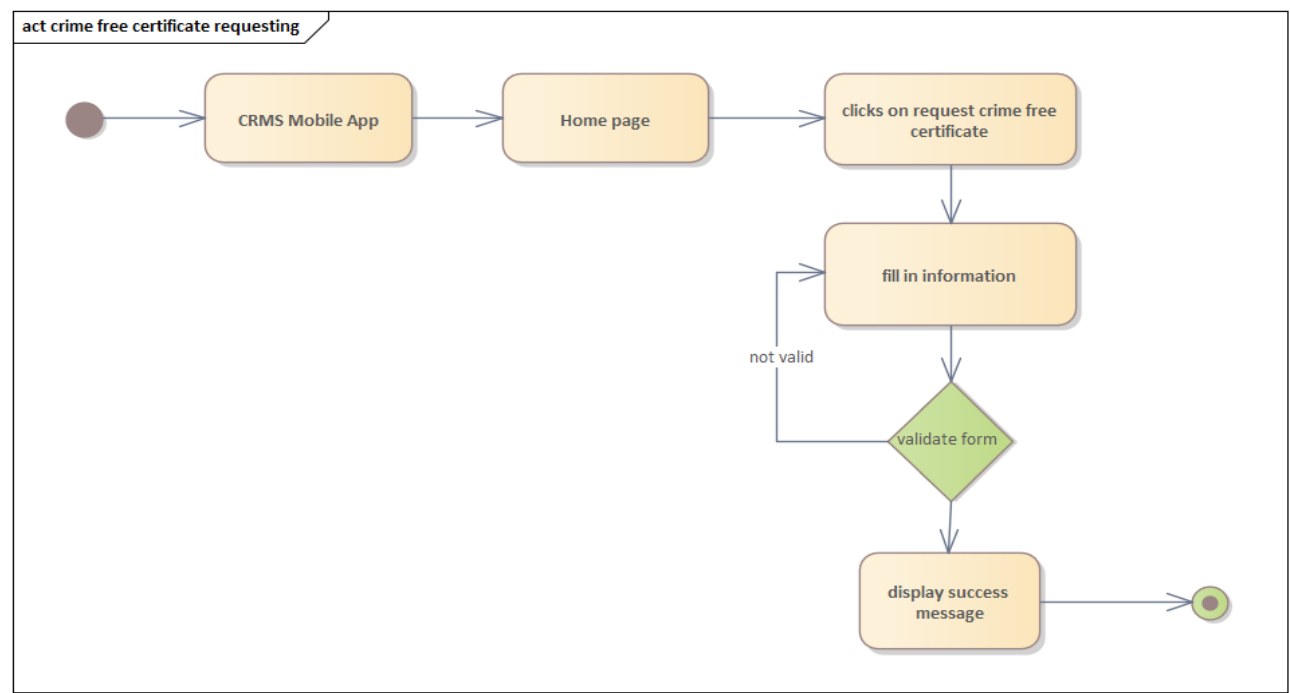 act crime free certificate requesting
CRMS Mobile App
Home page
clicks on request crime free
certificate
fill in information
not valid
validate form
display success
message